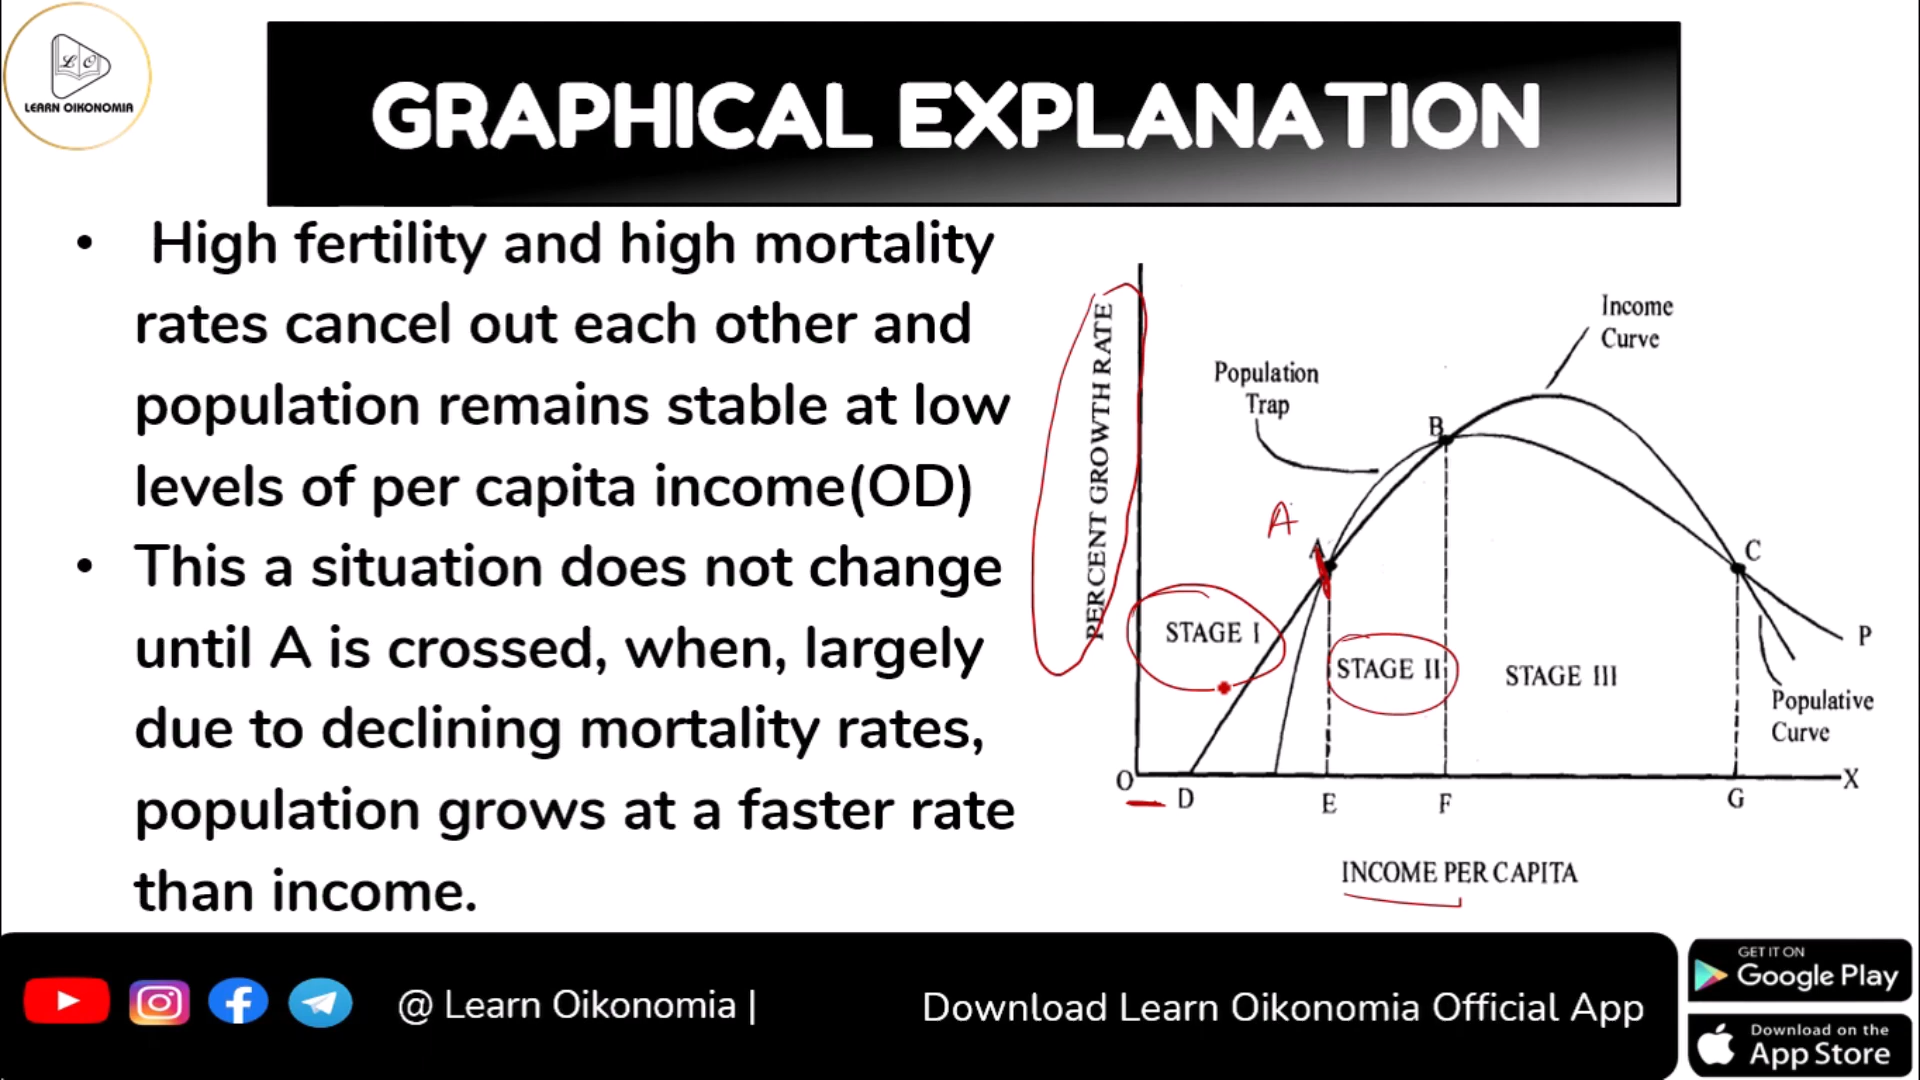 L O
LEARN OIKONOMIA
GRAPHICAL EXPLANATION
• High fertility and high mortality
rates cancel out each other and
population remains stable at low
levels of per capita income(OD)
• This a situation does not change
until A is crossed, when, largely
due to declining mortality rates,
population grows at a faster rate
than income.
PERCENT GROWTH RATE
Income
Curve
Population
Trap
B
A
A
C
STAGE I
STAGE II
STAGE III
P
Populative
Curve
O
D
E
F
G
X
INCOME PER CAPITA
@ Learn Oikonomia |
Download Learn Oikonomia Official App
GET IT ON
Google Play
Download on the
App Store